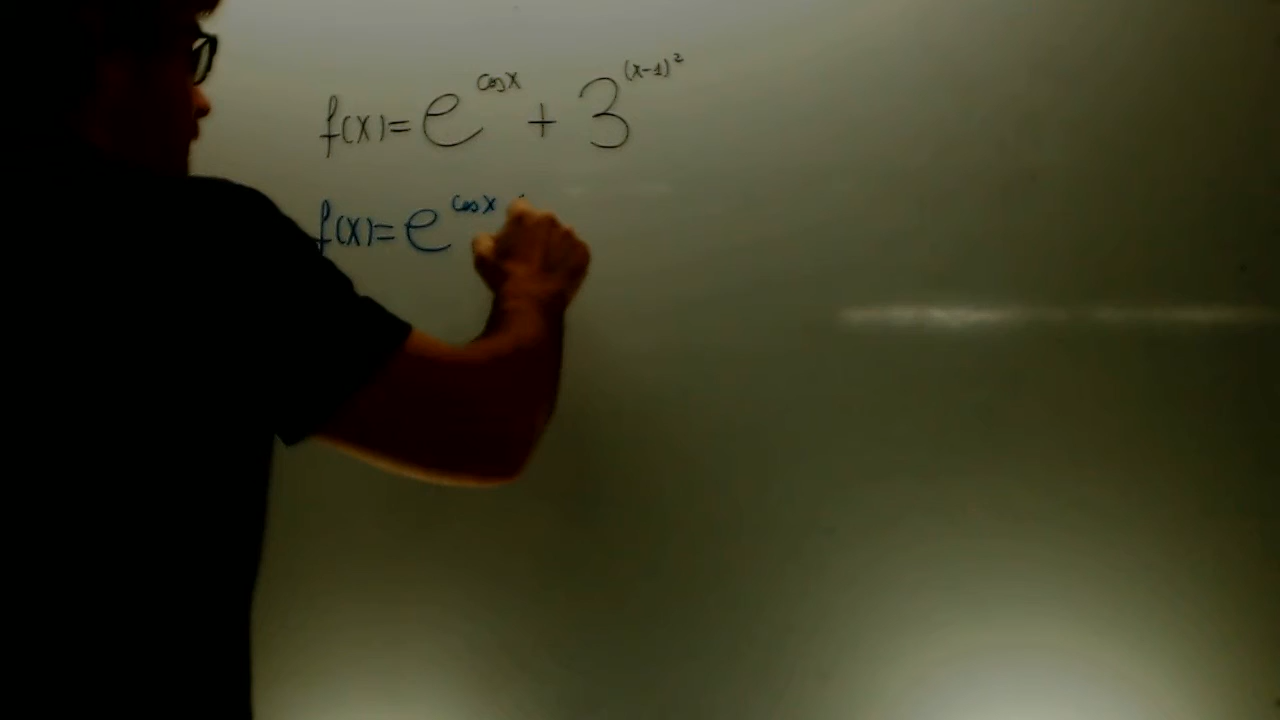 f(x)= e^cosx + 3^(x-1)²
f(x)= e^cosx